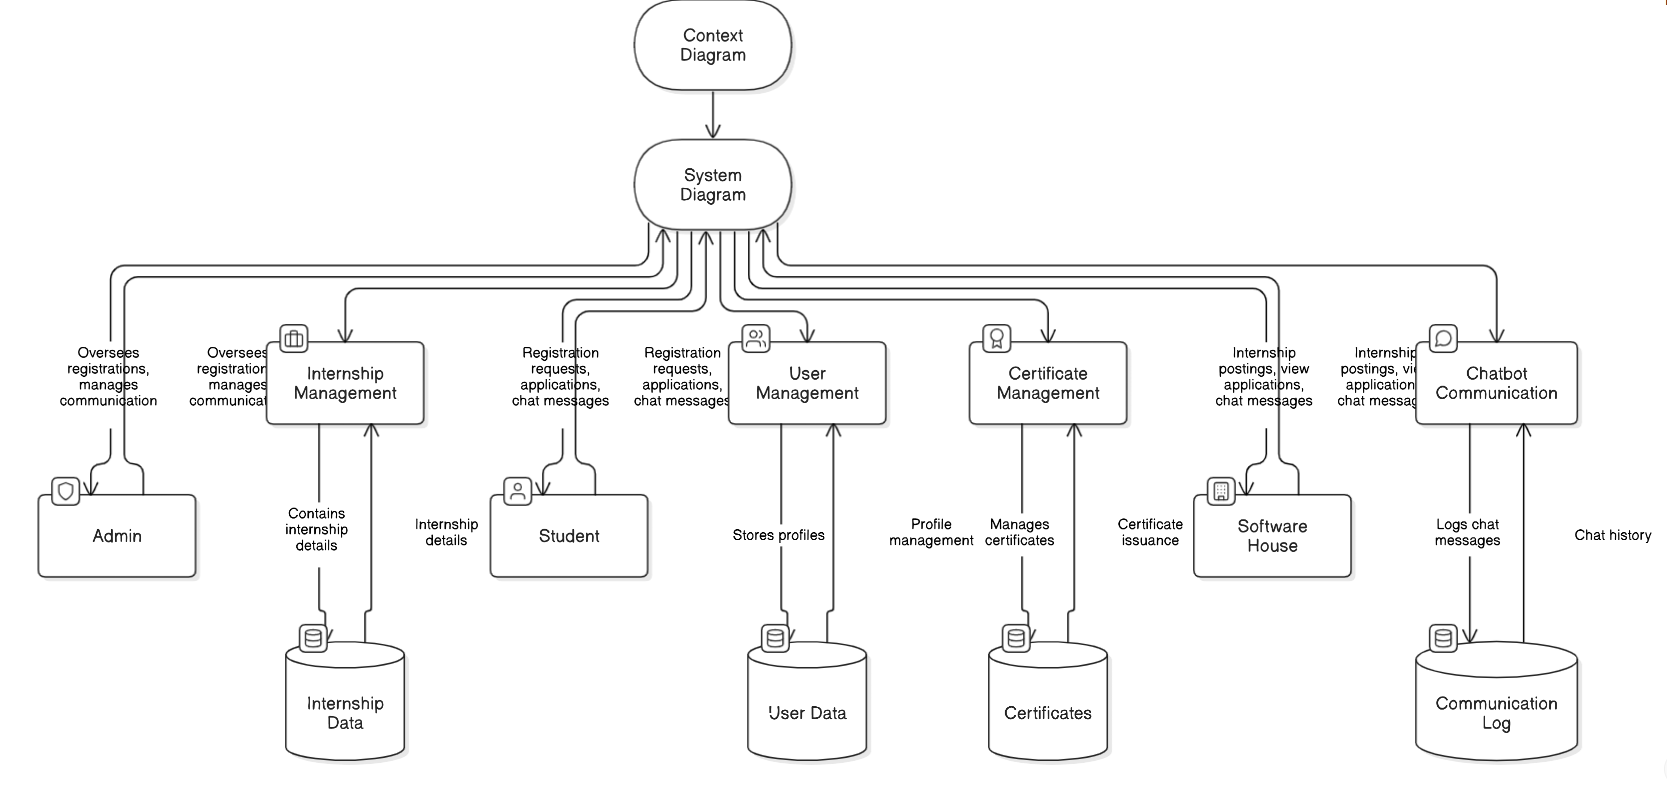 Context
Diagram
System
Diagram
Oversees
registrations,
manages
communication
Oversees
registration
manages
communicat
Internship
Management
Registration
requests,
applications,
chat messages
Registration
requests,
applications,
chat messages
User
Management
Certificate
Management
Internship
postings, view
applications,
chat messages
Internship
postings, vi
application
chat messag
Chatbot
Communication
Admin
Contains
internship
details
Internship
details
Student
Stores profiles
Profile
management
Manages
certificates
Certificate
issuance
Software
House
Logs chat
messages
Chat history
Internship
Data
User Data
Certificates
Communication
Log